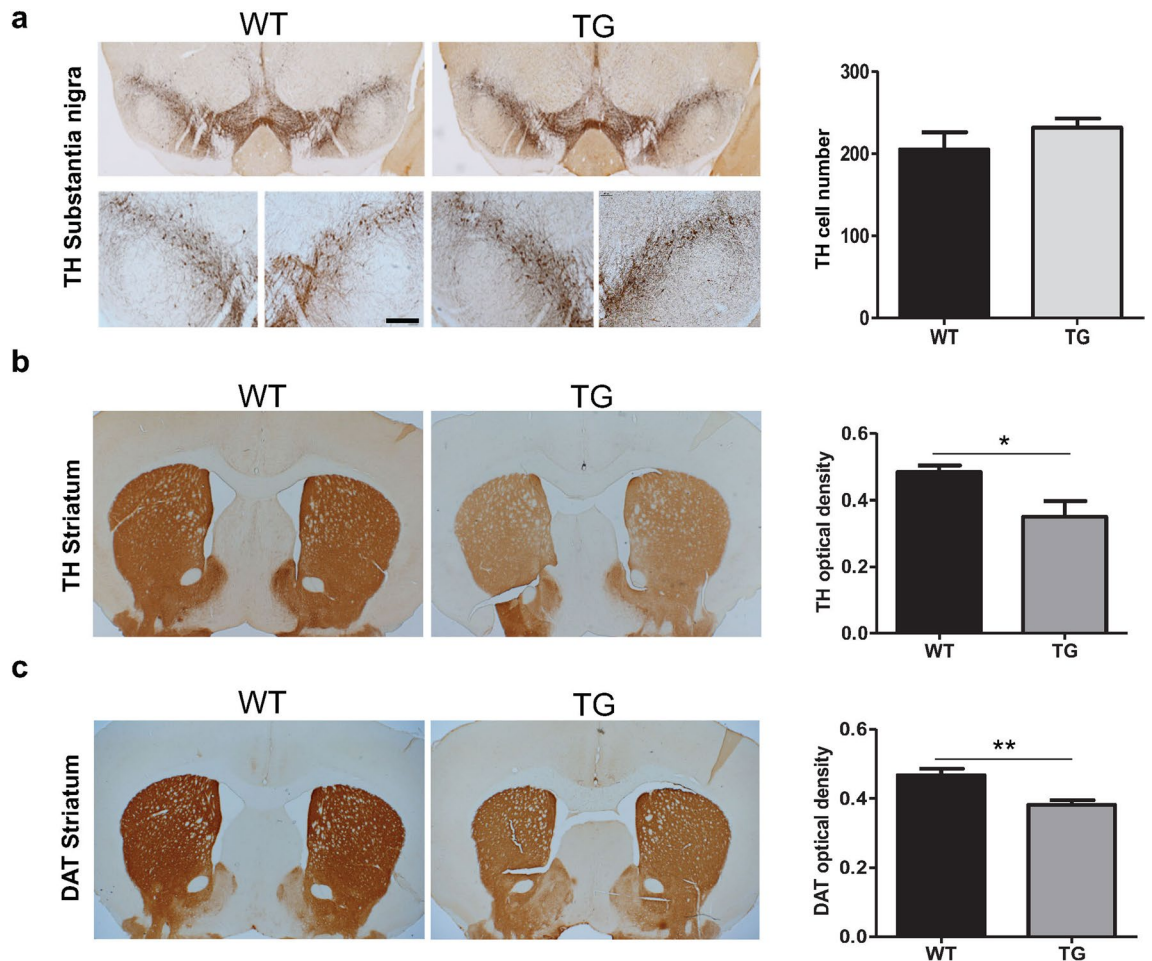 a
WT
TG
TH Substantia nigra
300
200
100
0
TH cell number
WT
TG
b
WT
TG
TH Striatum
0.6
0.4
0.2
0.0
TH optical density
*
WT
TG
c
WT
TG
DAT Striatum
0.6
0.4
0.2
0.0
DAT optical density
**
WT
TG